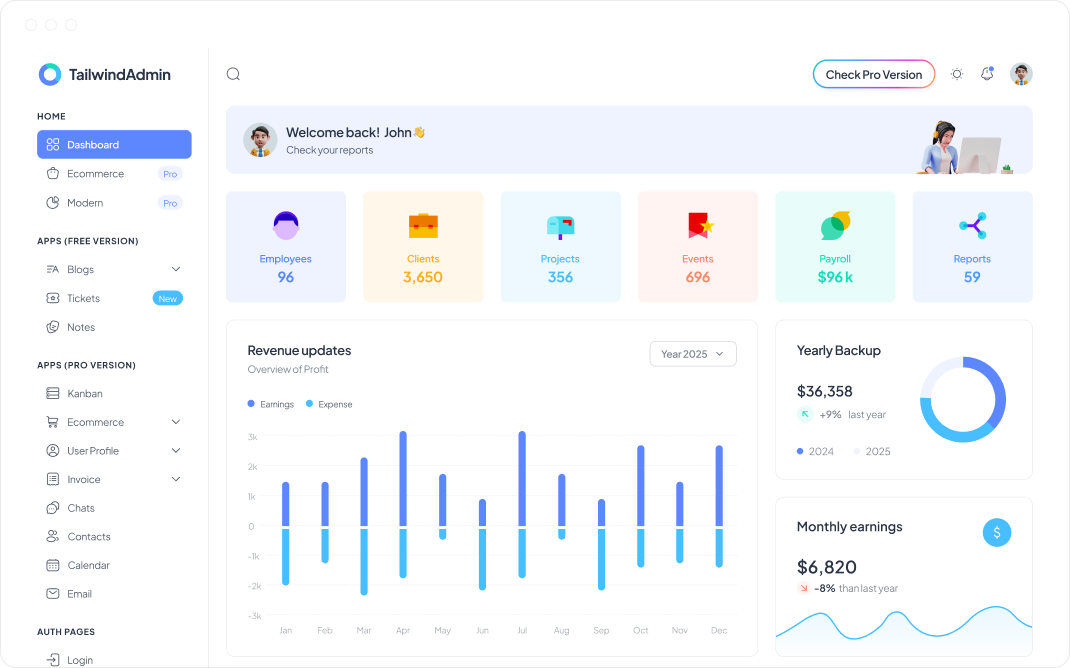 TailwindAdmin
Check Pro Version
HOME
Dashboard
Ecommerce Pro
Modern Pro
APPS (FREE VERSION)
Blogs
Tickets New
Notes
APPS (PRO VERSION)
Kanban
Ecommerce
User Profile
Invoice
Chats
Contacts
Calendar
Email
AUTH PAGES
Login
Welcome back! John👋
Check your reports
Employees
96
Clients
3,650
Projects
356
Events
696
Payroll
$96 k
Reports
59
Revenue updates
Overview of Profit
Year 2025
Earnings Expense
3k
2k
1k
0
-1k
-2k
-3k
Jan Feb Mar Apr May Jun Jul Aug Sep Oct Nov Dec
Yearly Backup
$36,358
+9% last year
2024 2025
Monthly earnings
$
$6,820
-8% than last year